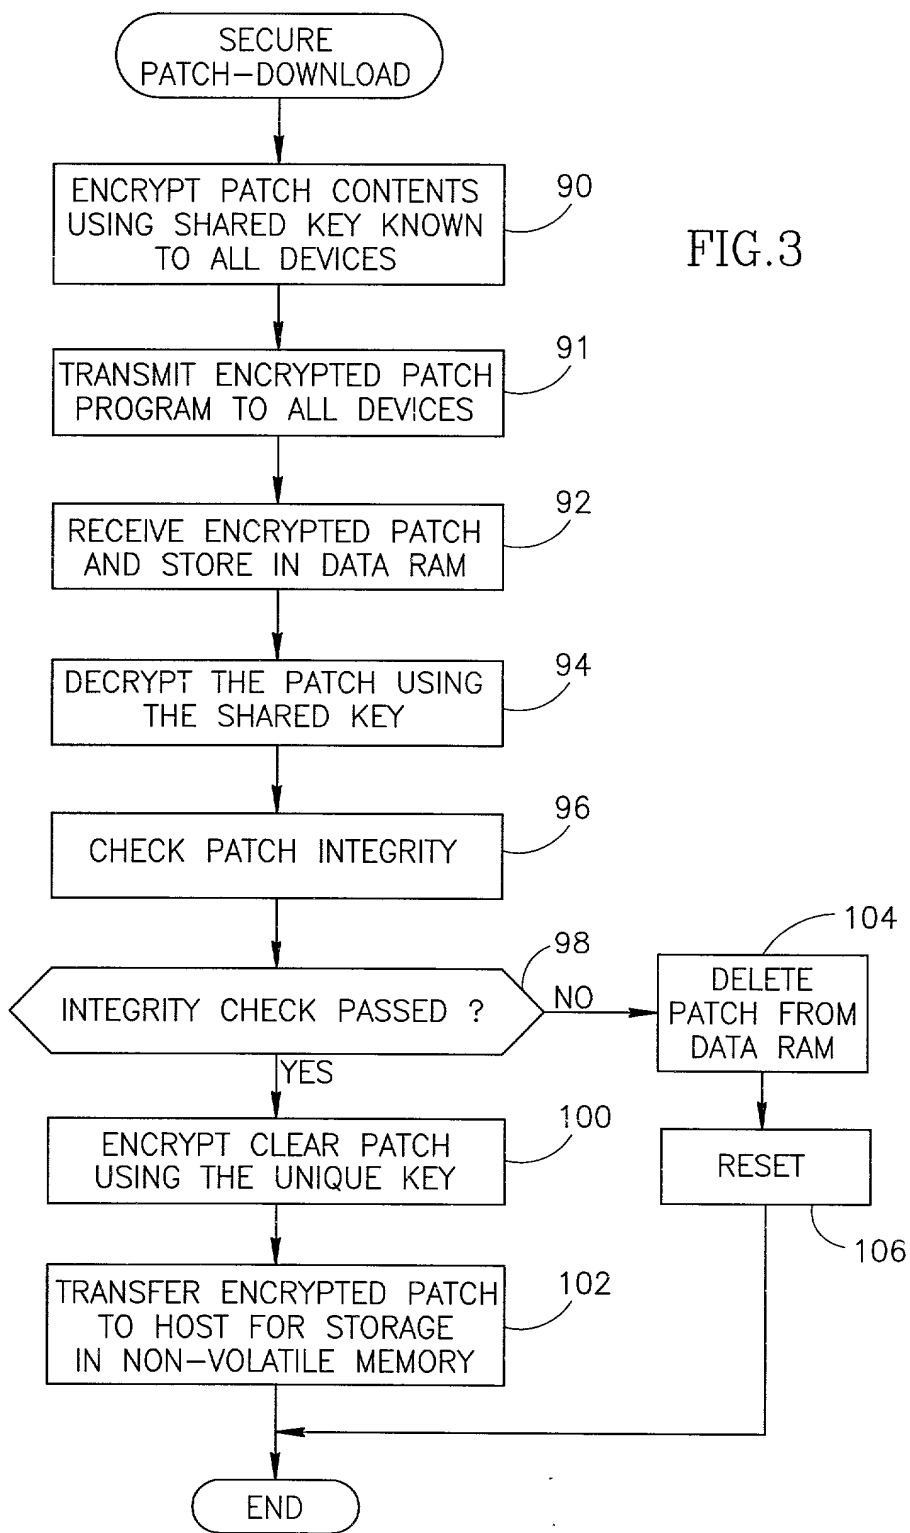 SECURE
PATCH-DOWNLOAD
ENCRYPT PATCH CONTENTS
USING SHARED KEY KNOWN
TO ALL DEVICES
90
FIG.3
TRANSMIT ENCRYPTED PATCH
PROGRAM TO ALL DEVICES
91
RECEIVE ENCRYPTED PATCH
AND STORE IN DATA RAM
92
DECRYPT THE PATCH USING
THE SHARED KEY
94
CHECK PATCH INTEGRITY
96
INTEGRITY CHECK PASSED ?
98
NO
DELETE
PATCH FROM
DATA RAM
104
YES
ENCRYPT CLEAR PATCH
USING THE UNIQUE KEY
100
RESET
106
TRANSFER ENCRYPTED PATCH
TO HOST FOR STORAGE
IN NON-VOLATILE MEMORY
102
END